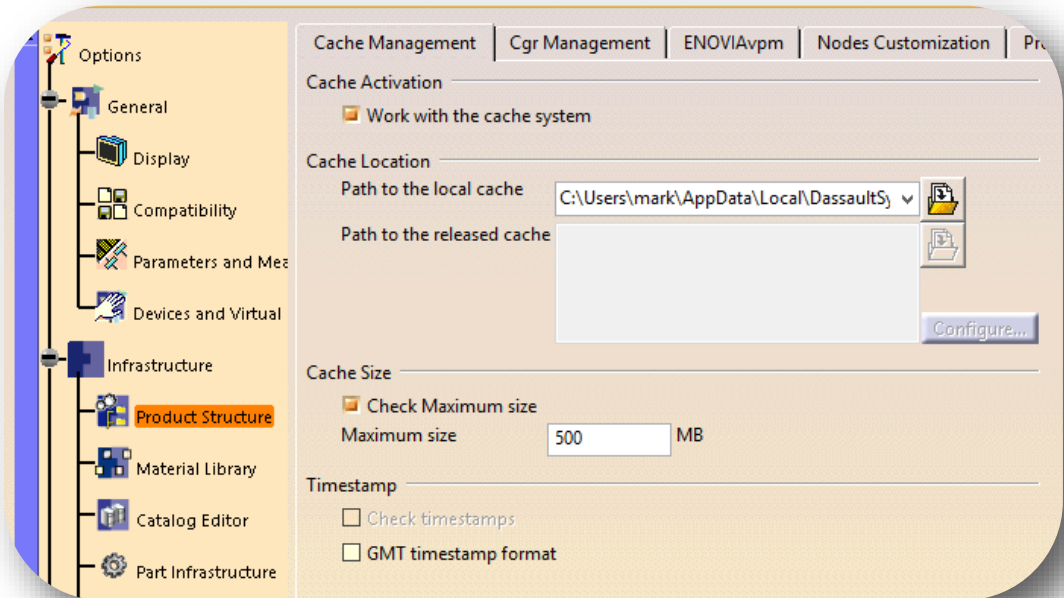 Options
General
Display
Compatibility
Parameters and Mea
Devices and Virtual
Infrastructure
Product Structure
Material Library
Catalog Editor
Part Infrastructure
Cache Management Cgr Management ENOVIAvpm Nodes Customization Pr
Cache Activation
Work with the cache system
Cache Location
Path to the local cache C:\Users\mark\AppData\Local\DassaultSy
Path to the released cache
Configure...
Cache Size
Check Maximum size
Maximum size 500 MB
Timestamp
Check timestamps
GMT timestamp format